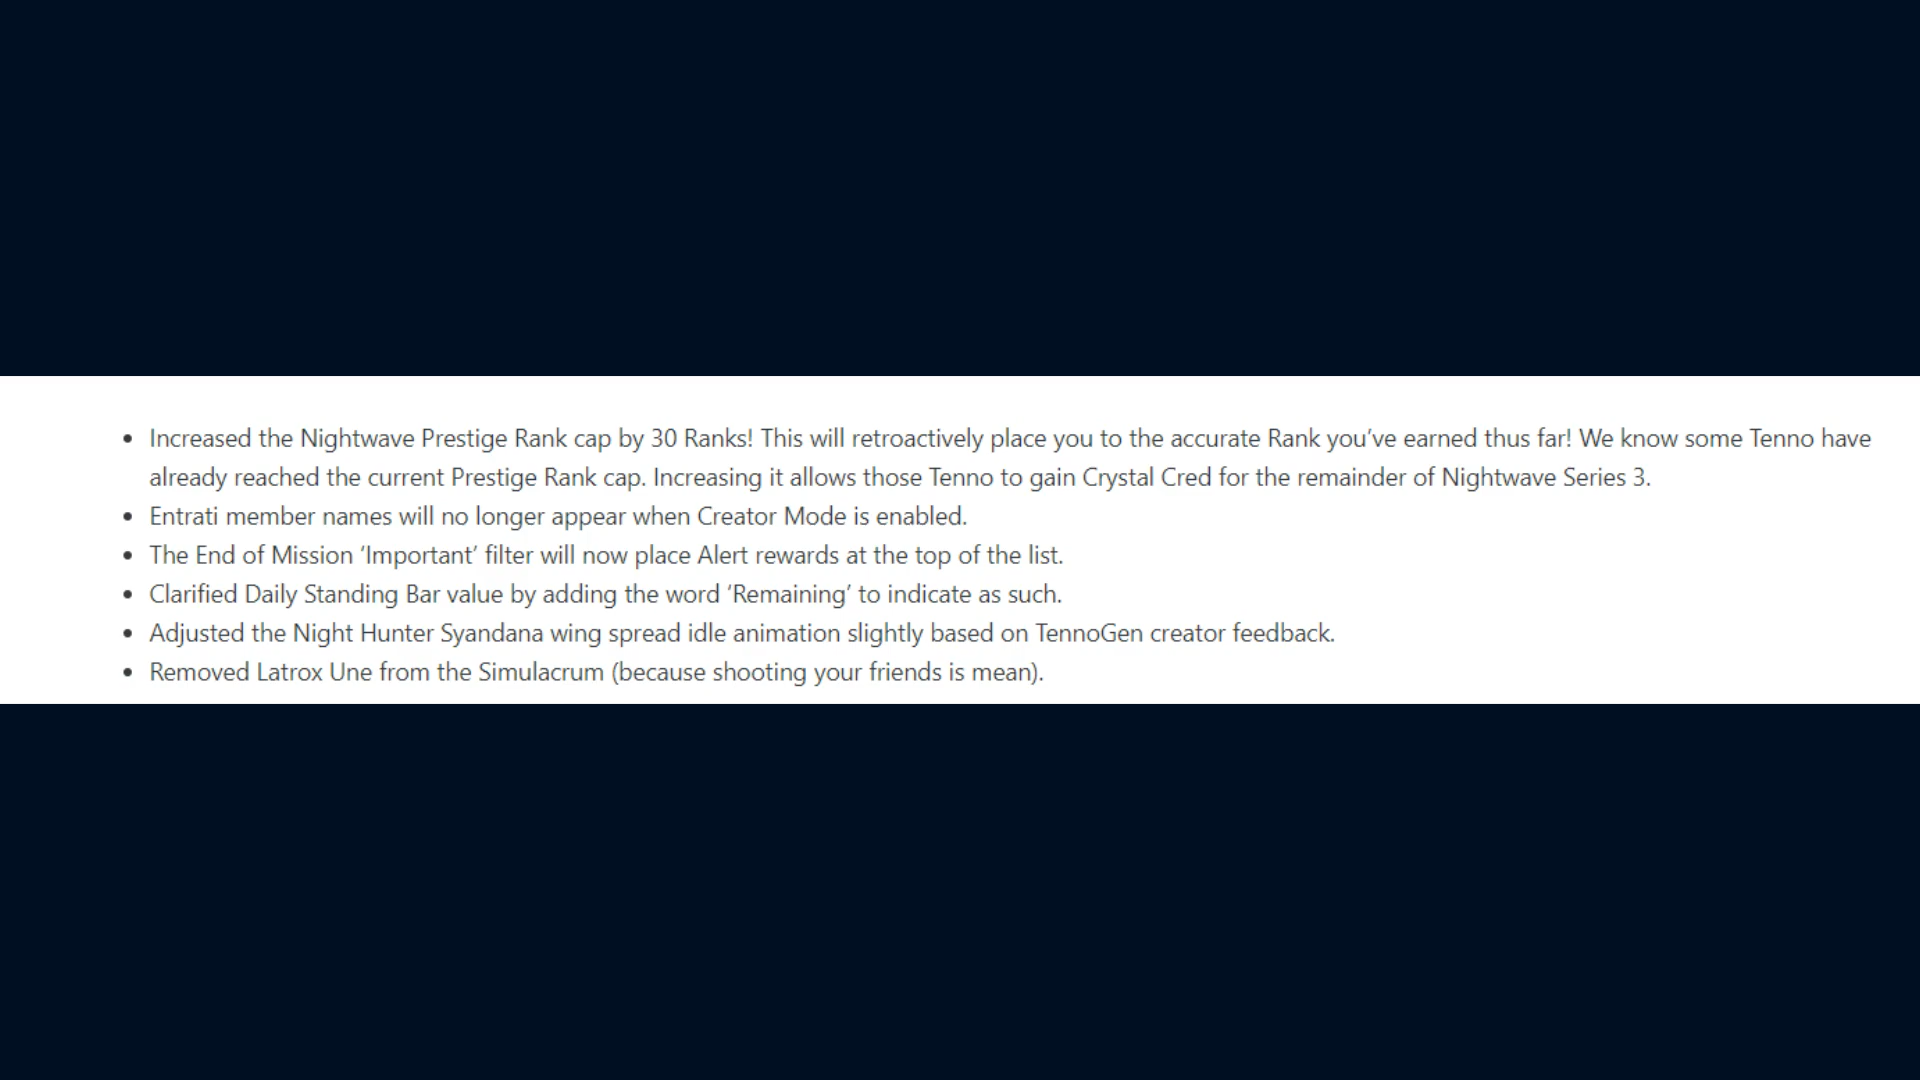 • Increased the Nightwave Prestige Rank cap by 30 Ranks! This will retroactively place you to the accurate Rank you’ve earned thus far! We know some Tenno have
already reached the current Prestige Rank cap. Increasing it allows those Tenno to gain Crystal Cred for the remainder of Nightwave Series 3.
• Entrati member names will no longer appear when Creator Mode is enabled.
• The End of Mission ‘Important’ filter will now place Alert rewards at the top of the list.
• Clarified Daily Standing Bar value by adding the word ‘Remaining’ to indicate as such.
• Adjusted the Night Hunter Syandana wing spread idle animation slightly based on TennoGen creator feedback.
• Removed Latrox Une from the Simulacrum (because shooting your friends is mean).